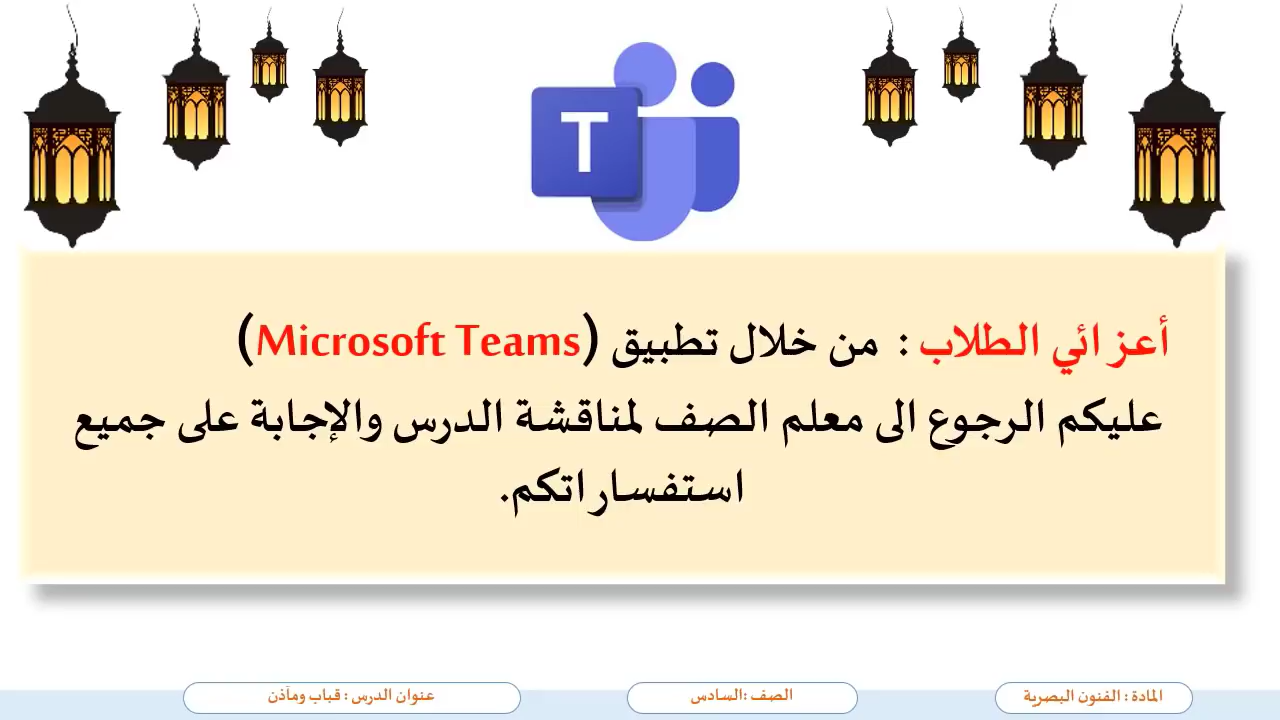 T
أعزائي الطلاب : من خلال تطبيق (Microsoft Teams)
عليكم الرجوع الى معلم الصف لمناقشة الدرس والإجابة على جميع
استفساراتكم.
المادة : الفنون البصرية
الصف :السادس
عنوان الدرس : قباب ومآذن